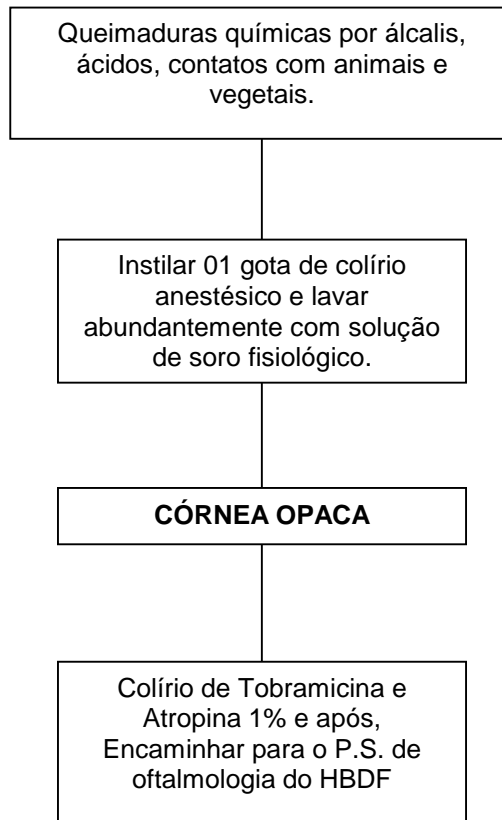 Queimaduras químicas por álcalis,
ácidos, contatos com animais e
vegetais.
Instilar 01 gota de colírio
anestésico e lavar
abundantemente com solução
de soro fisiológico.
CÓRNEA OPACA
Colírio de Tobramicina e
Atropina 1% e após,
Encaminhar para o P.S. de
oftalmologia do HBDF